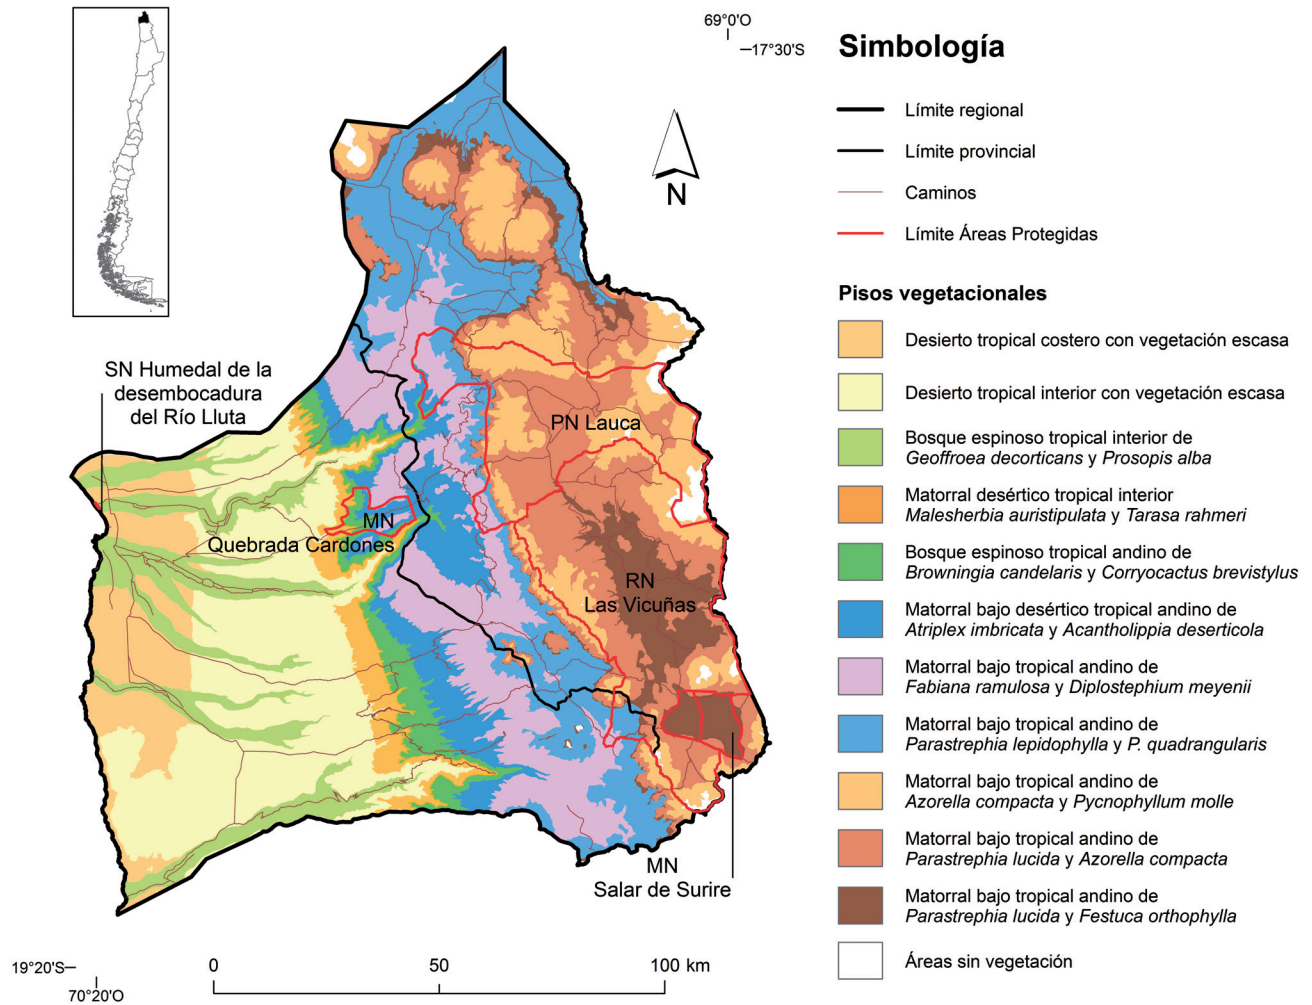 69°0'O
17°30'S
N
SN Humedal de la
desembocadura
del Río Lluta
PN Lauca
MN
Quebrada Cardones
RN
Las Vicuñas
MN
Salar de Surire
19°20'S
70°20'O
0
50
100 km
Simbología
Límite regional
Límite provincial
Caminos
Límite Áreas Protegidas
Pisos vegetacionales
Desierto tropical costero con vegetación escasa
Desierto tropical interior con vegetación escasa
Bosque espinoso tropical interior de
Geoffroea decorticans y Prosopis alba
Matorral desértico tropical interior
Malesherbia auristipulata y Tarasa rahmeri
Bosque espinoso tropical andino de
Browningia candelaris y Corryocactus brevistylus
Matorral bajo desértico tropical andino de
Atriplex imbricata y Acantholippia deserticola
Matorral bajo tropical andino de
Fabiana ramulosa y Diplostephium meyenii
Matorral bajo tropical andino de
Parastrephia lepidophylla y P. quadrangularis
Matorral bajo tropical andino de
Azorella compacta y Pycnophyllum molle
Matorral bajo tropical andino de
Parastrephia lucida y Azorella compacta
Matorral bajo tropical andino de
Parastrephia lucida y Festuca orthophylla
Áreas sin vegetación